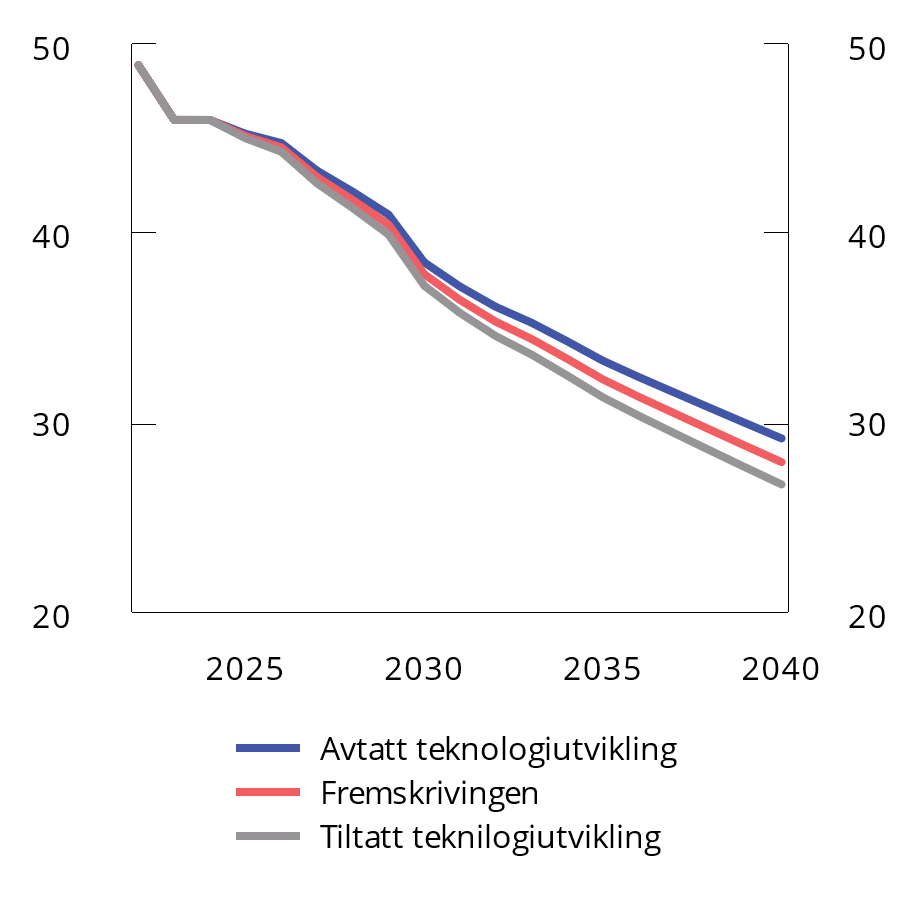 50 50
40 40
30 30
20 20
2025 2030 2035 2040
Avtatt teknologiutvikling
Fremskrivingen
Tiltatt teknilogiutvikling